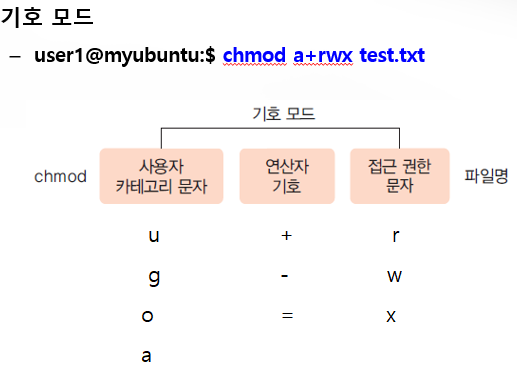 기호 모드
– user1@myubuntu:$ chmod a+rwx test.txt
기호 모드
chmod 사용자 카테고리 문자 연산자 기호 접근 권한 문자 파일명
u + r
g - w
o = x
a